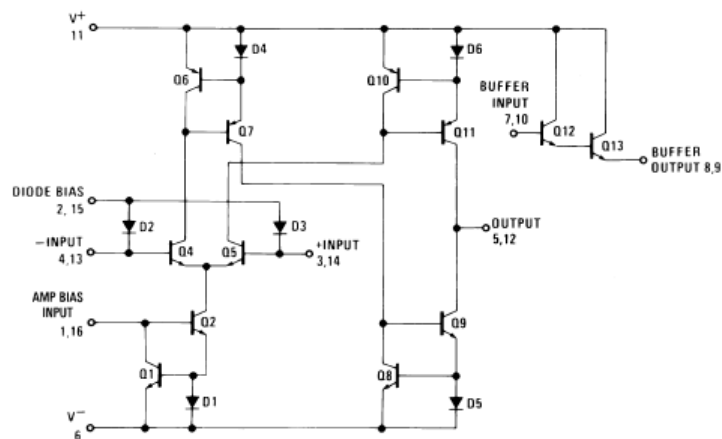 V+
11
D4
D6
Q6
Q10
BUFFER
INPUT
7,10
Q7
Q11
Q12
Q13
BUFFER
OUTPUT 8,9
DIODE BIAS
2, 15
D2
D3
−INPUT
4,13
Q4
Q5
+INPUT
3,14
OUTPUT
5,12
AMP BIAS
INPUT
1,16
Q2
Q9
Q1
D1
Q8
D5
V−
6